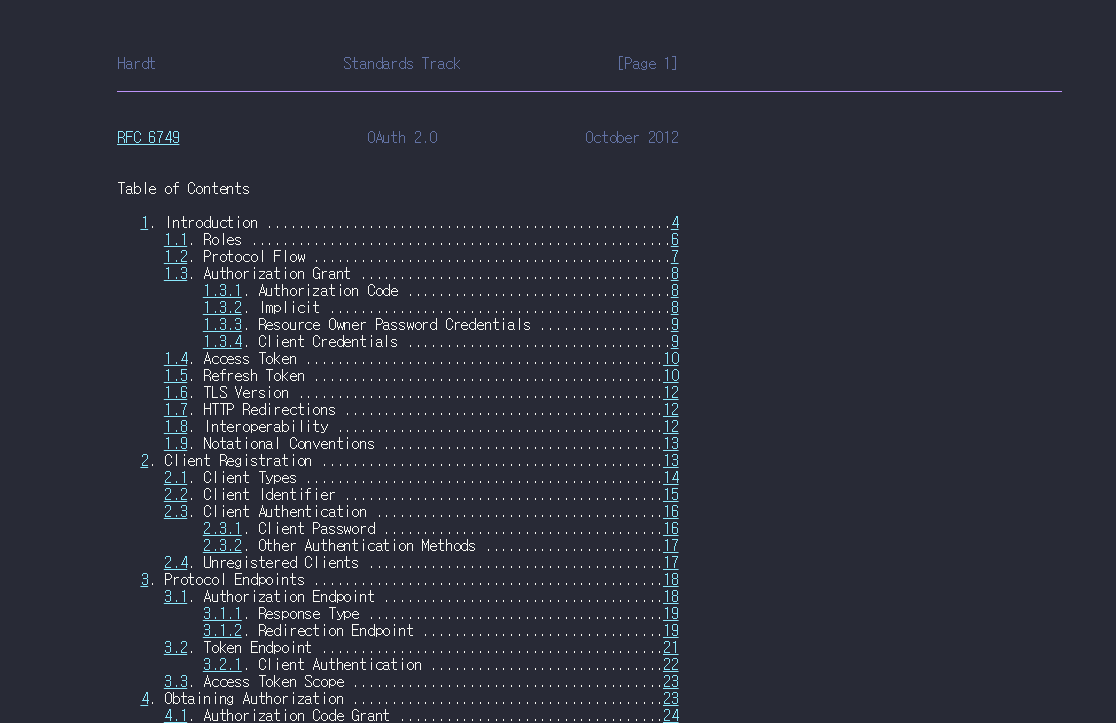 Hardt Standards Track [Page 1]
RFC 6749 OAuth 2.0 October 2012
Table of Contents
1. Introduction ....................................................4
1.1. Roles ......................................................6
1.2. Protocol Flow ..............................................7
1.3. Authorization Grant ........................................8
1.3.1. Authorization Code ..................................8
1.3.2. Implicit ............................................8
1.3.3. Resource Owner Password Credentials .................9
1.3.4. Client Credentials ..................................9
1.4. Access Token ..............................................10
1.5. Refresh Token .............................................10
1.6. TLS Version ...............................................12
1.7. HTTP Redirections .........................................12
1.8. Interoperability ..........................................12
1.9. Notational Conventions ....................................13
2. Client Registration ............................................13
2.1. Client Types ..............................................14
2.2. Client Identifier .........................................15
2.3. Client Authentication .....................................16
2.3.1. Client Password ....................................16
2.3.2. Other Authentication Methods .......................17
2.4. Unregistered Clients ......................................17
3. Protocol Endpoints .............................................18
3.1. Authorization Endpoint ....................................18
3.1.1. Response Type ......................................19
3.1.2. Redirection Endpoint ...............................19
3.2. Token Endpoint ............................................21
3.2.1. Client Authentication ..............................22
3.3. Access Token Scope ........................................23
4. Obtaining Authorization ........................................23
4.1. Authorization Code Grant ..................................24